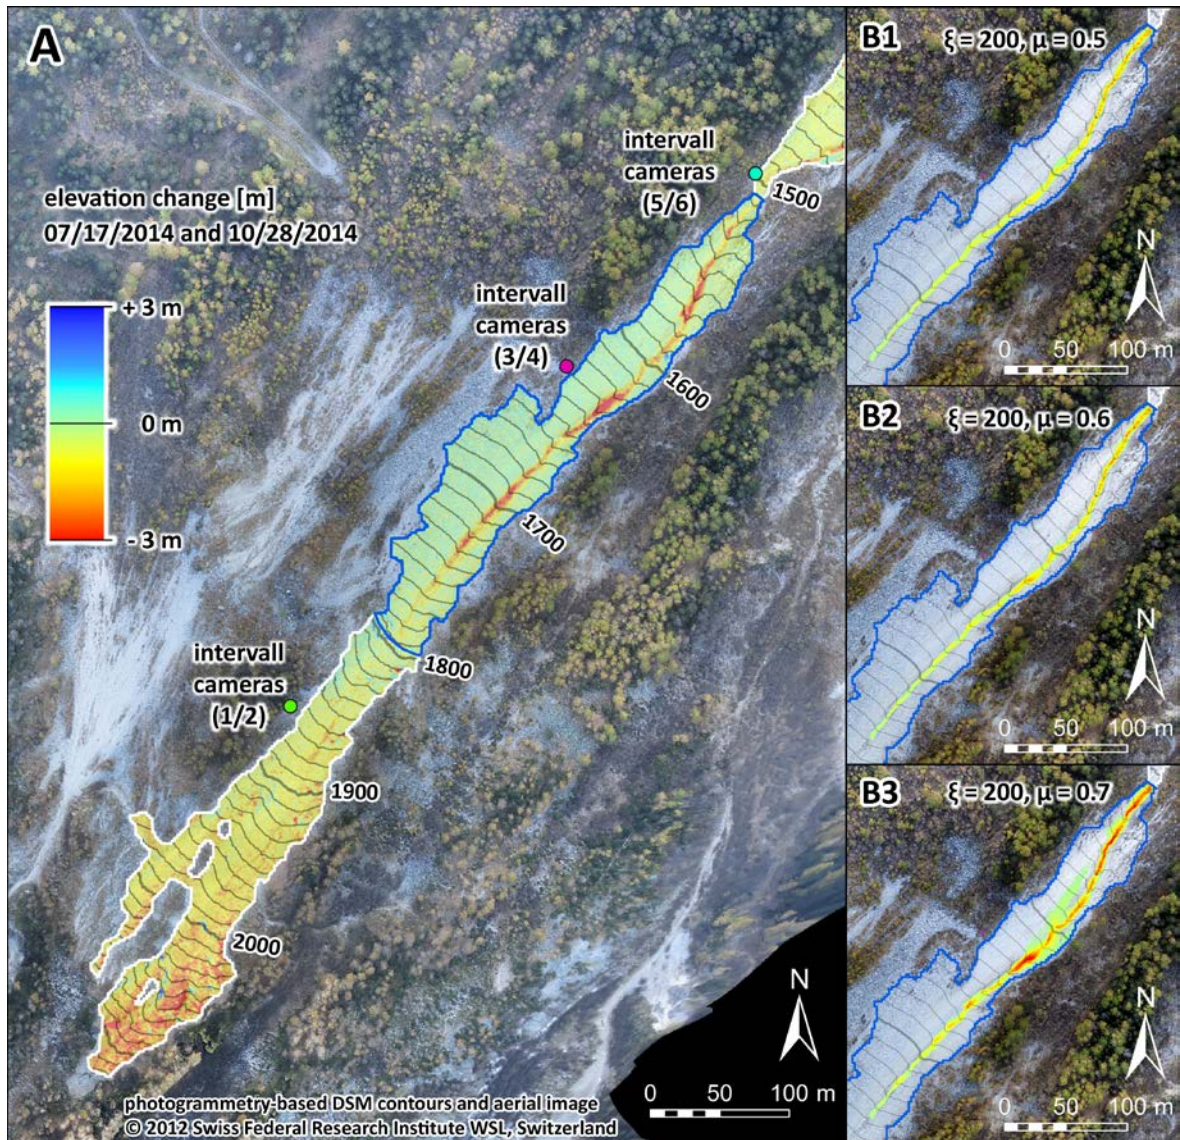 A
elevation change [m]
07/17/2014 and 10/28/2014
+ 3 m
0 m
- 3 m
intervall
cameras
(5/6)
1500
intervall
cameras
(3/4)
1600
1700
intervall
cameras
(1/2)
1800
1900
2000
N
0 50 100 m
photogrammetry-based DSM contours and aerial image
© 2012 Swiss Federal Research Institute WSL, Switzerland
B1
ξ = 200, μ = 0.5
N
0 50 100 m
B2
ξ = 200, μ = 0.6
N
0 50 100 m
B3
ξ = 200, μ = 0.7
N
0 50 100 m